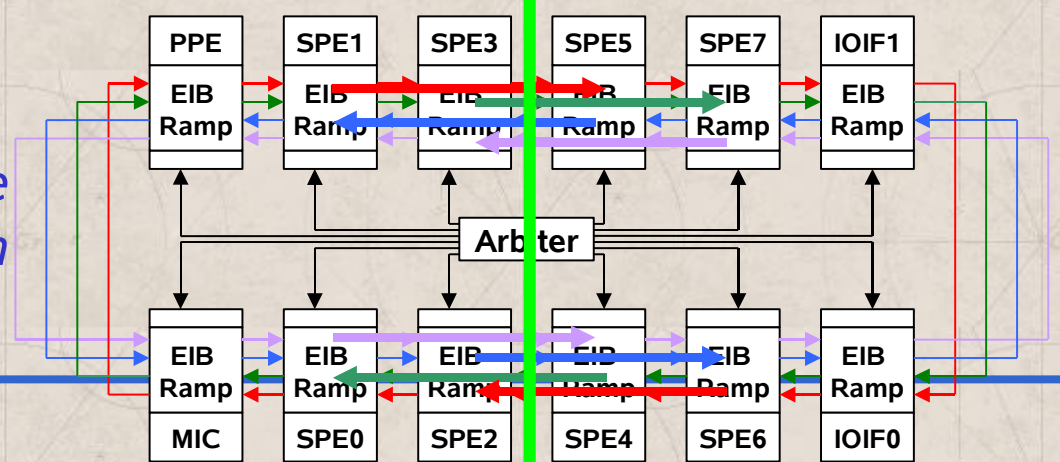 PPE SPE1 SPE3 SPE5 SPE7 IOIF1
EIB EIB EIB EIB EIB EIB
Ramp Ramp Ramp Ramp Ramp Ramp
e
n
Arbiter
EIB EIB EIB EIB EIB EIB
Ramp Ramp Ramp Ramp Ramp Ramp
MIC SPE0 SPE2 SPE4 SPE6 IOIF0